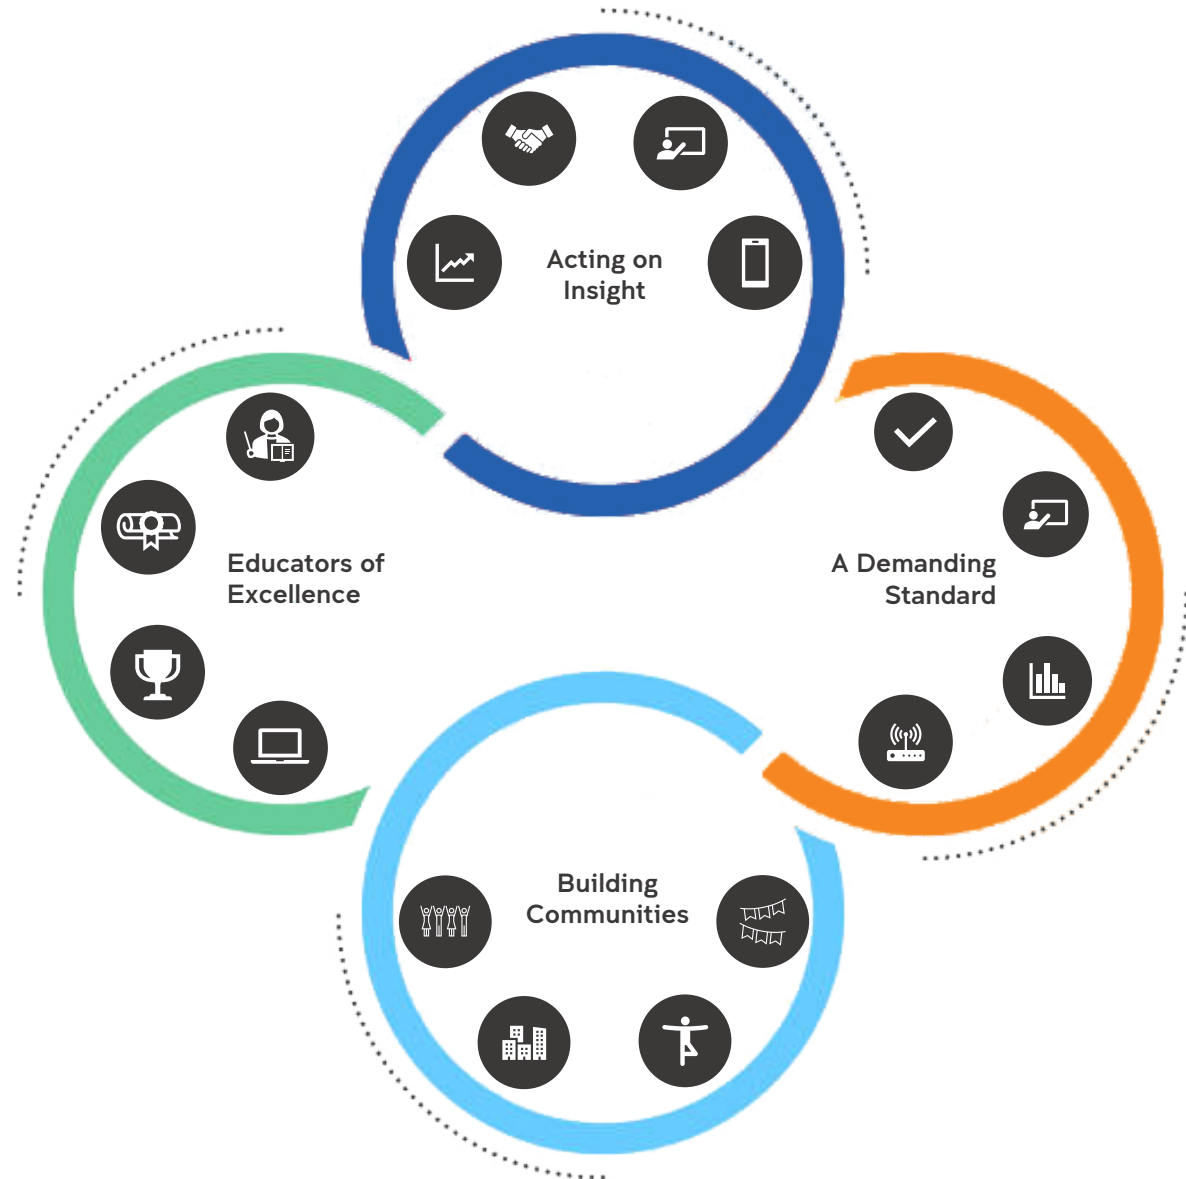 Acting on
Insight
Educators of
Excellence
A Demanding
Standard
Building
Communities